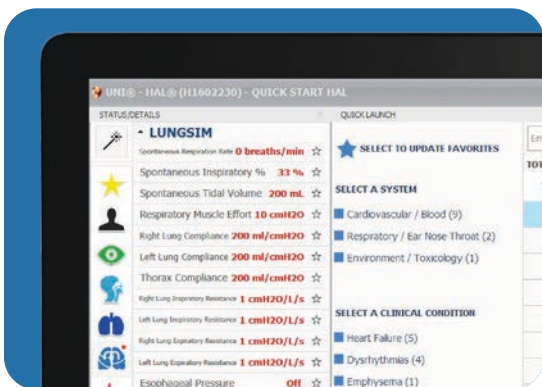 UNI® - HAL® (H1602230) - QUICK START HAL
STATUS/DETAILS
QUICK LAUNCH
LUNGSIM
Spontaneous Respiration Rate 0 breaths/min
Spontaneous Inspiratory % 33 %
Spontaneous Tidal Volume 200 mL
Respiratory Muscle Effort 10 cmH2O
Right Lung Compliance 200 ml/cmH2O
Left Lung Compliance 200 ml/cmH2O
Thorax Compliance 200 ml/cmH2O
Right Lung Inspiratory Resistance 1 cmH2O/L/s
Left Lung Inspiratory Resistance 1 cmH2O/L/s
Right Lung Expiratory Resistance 1 cmH2O/L/s
Left Lung Expiratory Resistance 1 cmH2O/L/s
Esophageal Pressure Off
SELECT TO UPDATE FAVORITES
SELECT A SYSTEM
Cardiovascular / Blood (9)
Respiratory / Ear Nose Throat (2)
Environment / Toxicology (1)
SELECT A CLINICAL CONDITION
Heart Failure (5)
Dysrhythmias (4)
Emphysema (1)